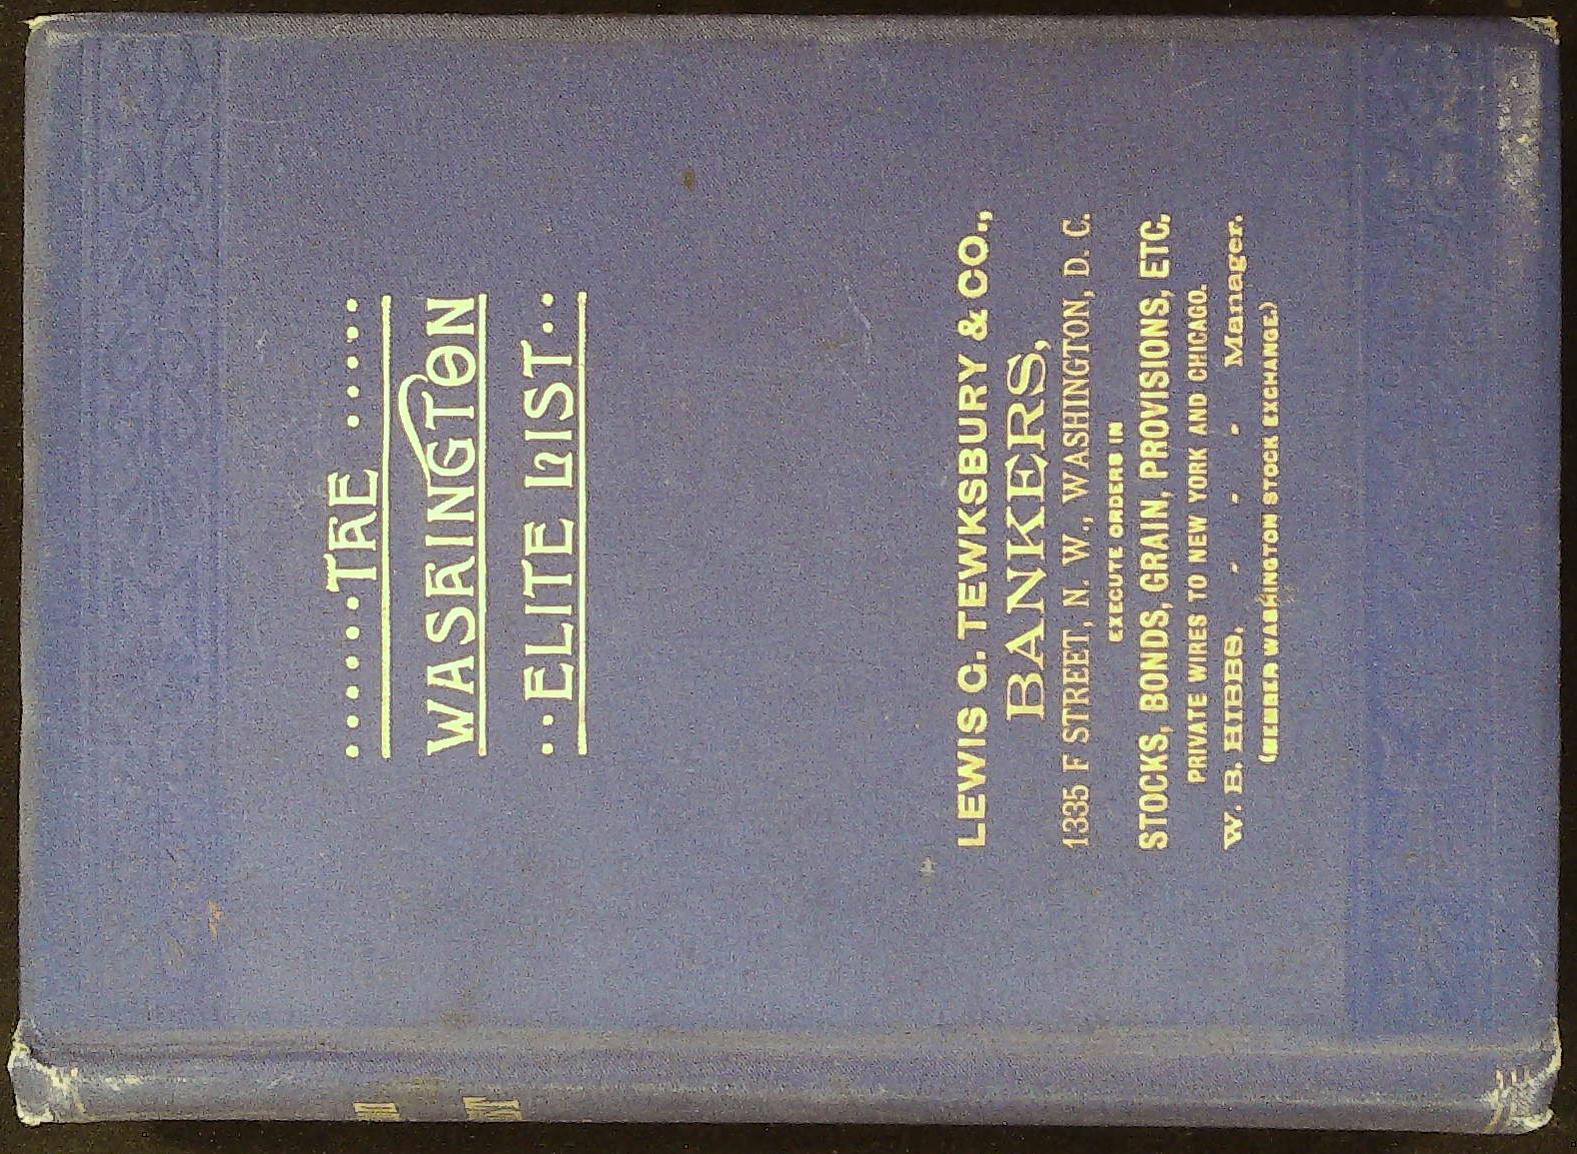 THE
WASHINGTON
ELITE LIST
LEWIS G. TEWKSBURY & CO.,
BANKERS,
1335 F STREET, N. W., WASHINGTON, D. C.
EXECUTE ORDERS IN
STOCKS, BONDS, GRAIN, PROVISIONS, ETC,
PRIVATE WIRES TO NEW YORK AND CHICAGO.
W. B. HIBBS, - - - Manager.
(MEMBER WASHINGTON STOCK EXCHANGE.)